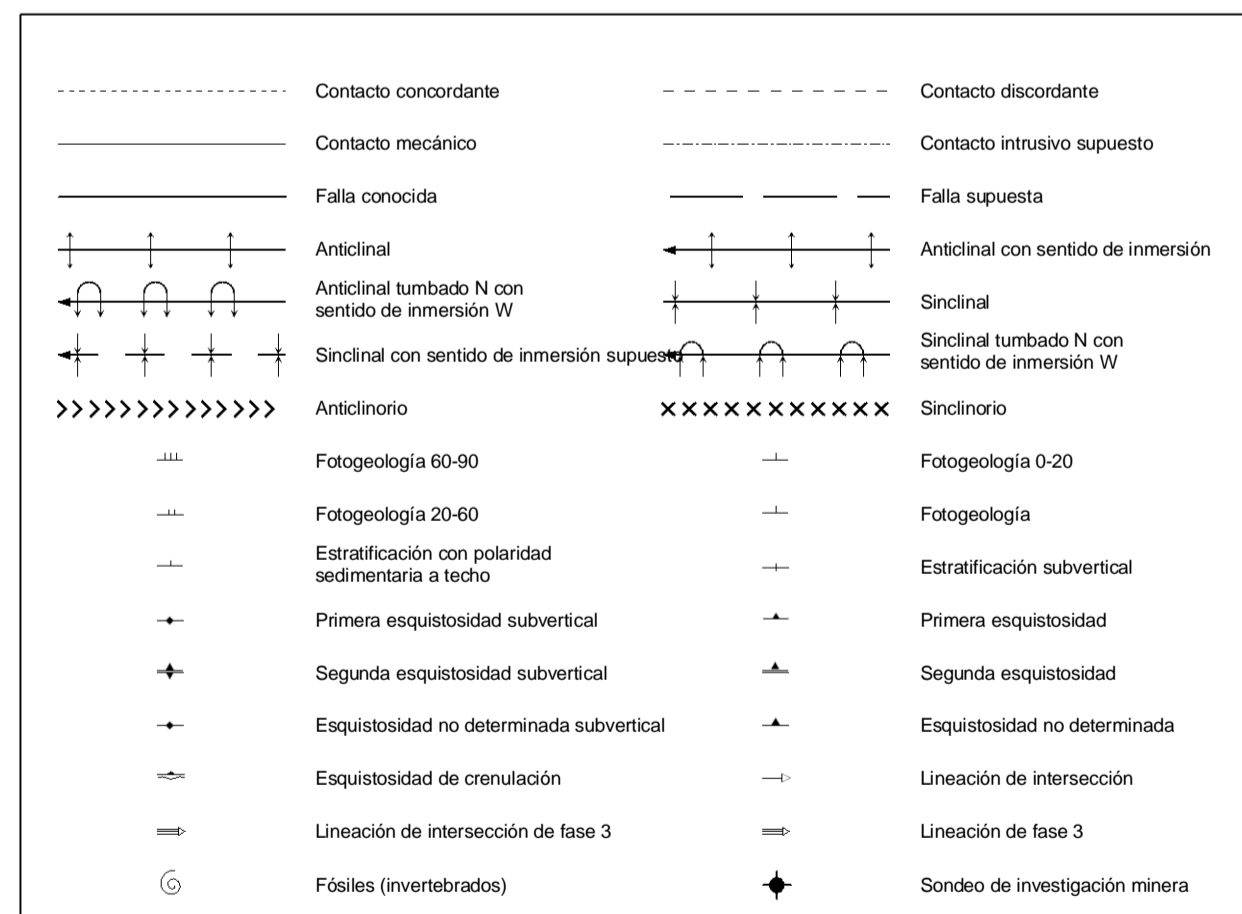 Contacto concordante
Contacto discordante
Contacto mecánico
Contacto intrusivo supuesto
Falla conocida
Falla supuesta
Anticlinal
Anticlinal con sentido de inmersión
Anticlinal tumbado N con
sentido de inmersión W
Sinclinal
Sinclinal con sentido de inmersión supuesto
Sinclinal tumbado N con
sentido de inmersión W
Anticlinorio
Sinclinorio
Fotogeología 60-90
Fotogeología 0-20
Fotogeología 20-60
Fotogeología
Estratificación con polaridad
sedimentaria a techo
Estratificación subvertical
Primera esquistosidad subvertical
Primera esquistosidad
Segunda esquistosidad subvertical
Segunda esquistosidad
Esquistosidad no determinada subvertical
Esquistosidad no determinada
Esquistosidad de crenulación
Lineación de intersección
Lineación de intersección de fase 3
Lineación de fase 3
Fósiles (invertebrados)
Sondeo de investigación minera